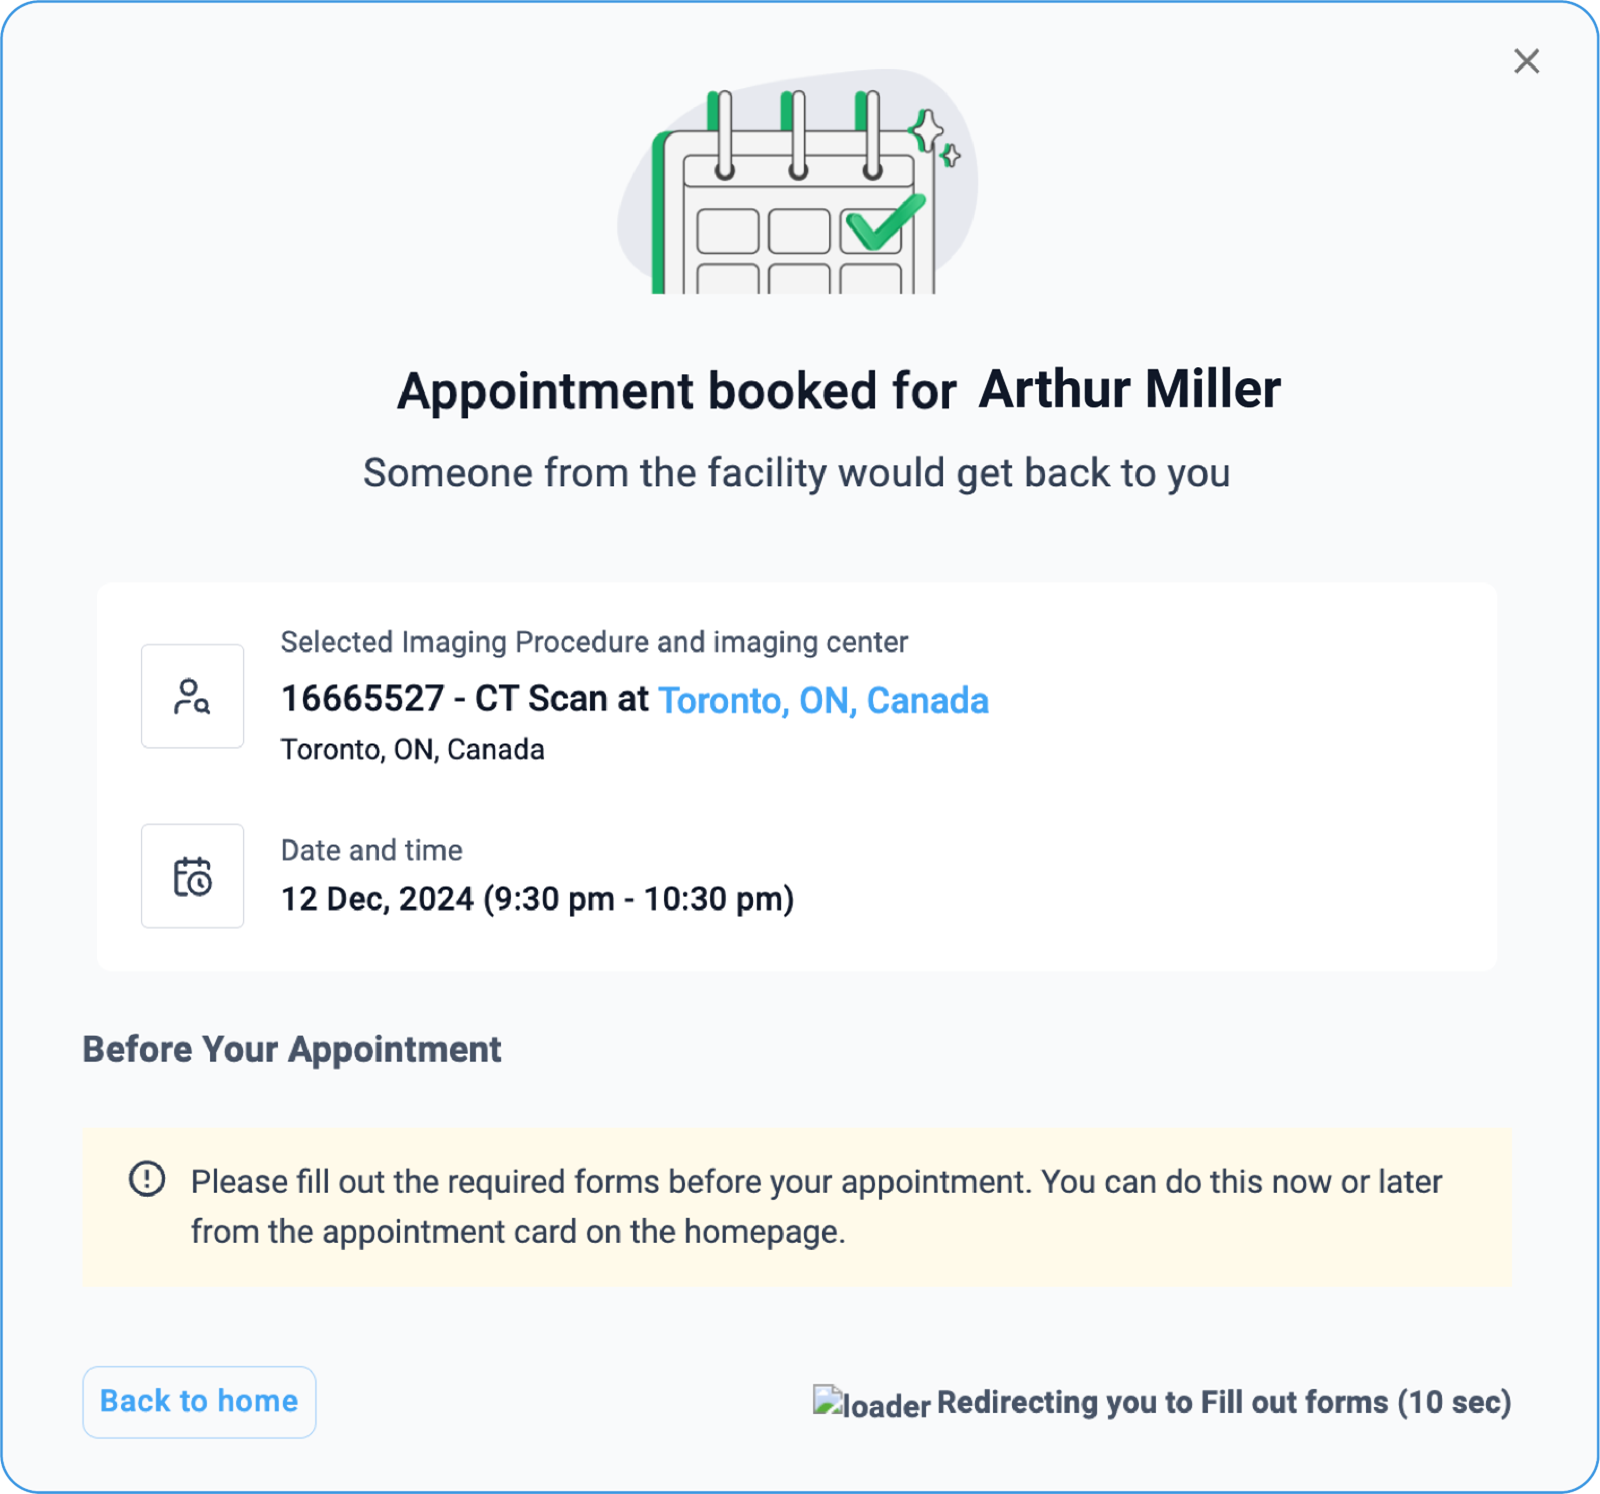 Appointment booked for Arthur Miller
Someone from the facility would get back to you
Selected Imaging Procedure and imaging center
16665527 - CT Scan at Toronto, ON, Canada
Toronto, ON, Canada
Date and time
12 Dec, 2024 (9:30 pm - 10:30 pm)
Before Your Appointment
Please fill out the required forms before your appointment. You can do this now or later
from the appointment card on the homepage.
Back to home
loader Redirecting you to Fill out forms (10 sec)